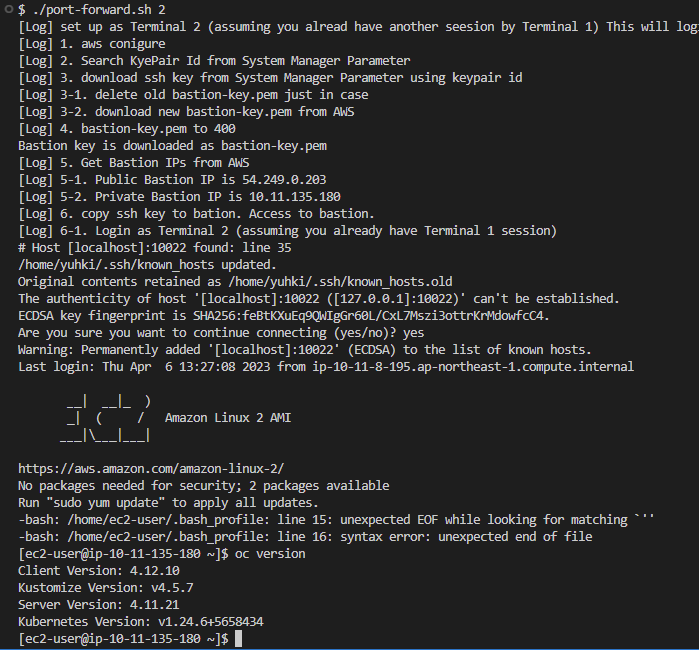 $ ./port-forward.sh 2
[Log] set up as Terminal 2 (assuming you alread have another seesion by Terminal 1) This will log
[Log] 1. aws conigure
[Log] 2. Search KyePair Id from System Manager Parameter
[Log] 3. download ssh key from System Manager Parameter using keypair id
[Log] 3-1. delete old bastion-key.pem just in case
[Log] 3-2. download new bastion-key.pem from AWS
[Log] 4. bastion-key.pem to 400
Bastion key is downloaded as bastion-key.pem
[Log] 5. Get Bastion IPs from AWS
[Log] 5-1. Public Bastion IP is 54.249.0.203
[Log] 5-2. Private Bastion IP is 10.11.135.180
[Log] 6. copy ssh key to bation. Access to bastion.
[Log] 6-1. Login as Terminal 2 (assuming you already have Terminal 1 session)
# Host [localhost]:10022 found: line 35
/home/yuhki/.ssh/known_hosts updated.
Original contents retained as /home/yuhki/.ssh/known_hosts.old
The authenticity of host '[localhost]:10022 ([127.0.0.1]:10022)' can't be established.
ECDSA key fingerprint is SHA256:feBtKXuEq9QWIgGr60L/CxL7Mszi3ottrKrMdowfcC4.
Are you sure you want to continue connecting (yes/no)? yes
Warning: Permanently added '[localhost]:10022' (ECDSA) to the list of known hosts.
Last login: Thu Apr  6 13:27:08 2023 from ip-10-11-8-195.ap-northeast-1.compute.internal
       __|  __|_  )
       _|  (     /   Amazon Linux 2 AMI
      ___|\___|___|
https://aws.amazon.com/amazon-linux-2/
No packages needed for security; 2 packages available
Run "sudo yum update" to apply all updates.
-bash: /home/ec2-user/.bash_profile: line 15: unexpected EOF while looking for matching `''
-bash: /home/ec2-user/.bash_profile: line 16: syntax error: unexpected end of file
[ec2-user@ip-10-11-135-180 ~]$ oc version
Client Version: 4.12.10
Kustomize Version: v4.5.7
Server Version: 4.11.21
Kubernetes Version: v1.24.6+5658434
[ec2-user@ip-10-11-135-180 ~]$